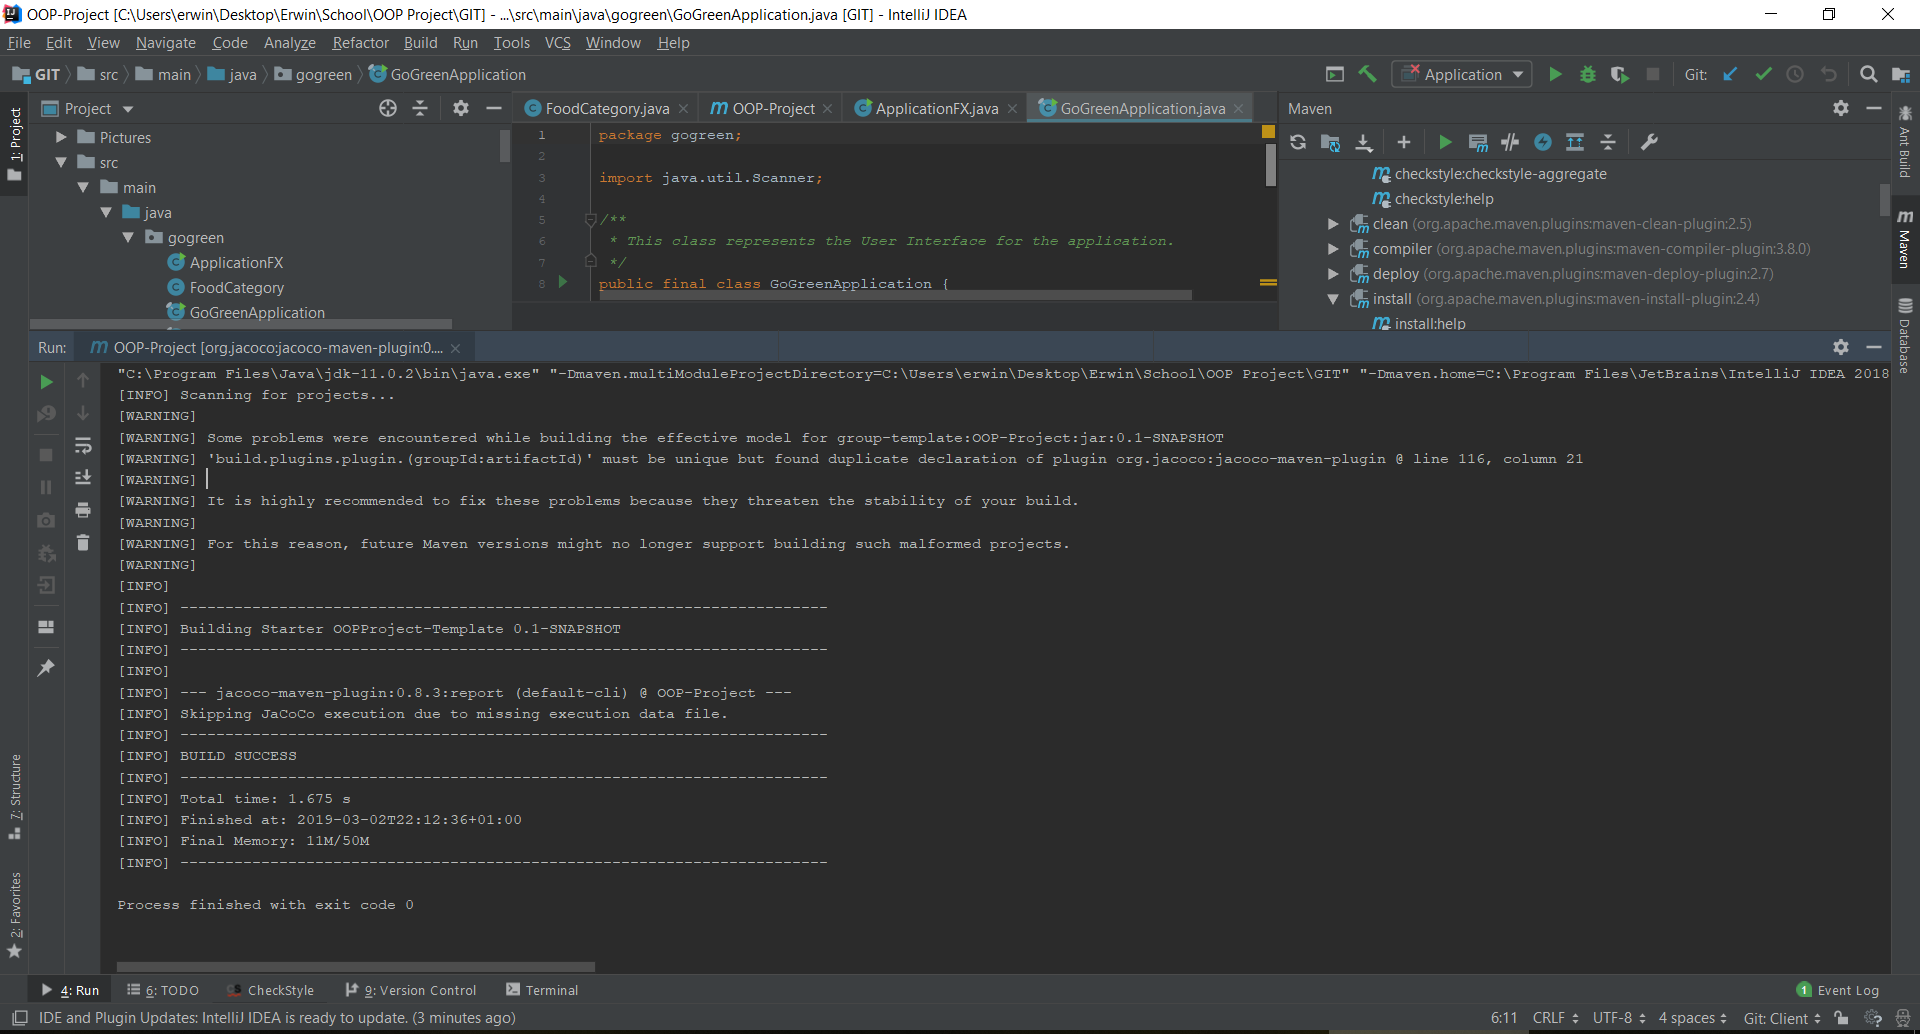 OOP-Project [C:\Users\erwin\Desktop\Erwin\School\OOP Project\GIT] - ...\src\main\java\gogreen\GoGreenApplication.java [GIT] - IntelliJ IDEA
File Edit View Navigate Code Analyze Refactor Build Run Tools VCS Window Help
GIT src main java gogreen GoGreenApplication
Application Git:
1: Project
Project
Pictures
src
main
java
gogreen
ApplicationFX
FoodCategory
GoGreenApplication
FoodCategory.java OOP-Project ApplicationFX.java GoGreenApplication.java
1 package gogreen;
2
3 import java.util.Scanner;
4
5 /**
6 * This class represents the User Interface for the application.
7 */
8 public final class GoGreenApplication {
Maven
checkstyle:checkstyle-aggregate
checkstyle:help
clean (org.apache.maven.plugins:maven-clean-plugin:2.5)
compiler (org.apache.maven.plugins:maven-compiler-plugin:3.8.0)
deploy (org.apache.maven.plugins:maven-deploy-plugin:2.7)
install (org.apache.maven.plugins:maven-install-plugin:2.4)
install:help
Ant Build
Maven
Database
Run: OOP-Project [org.jacoco:jacoco-maven-plugin:0....
"C:\Program Files\Java\jdk-11.0.2\bin\java.exe" "-Dmaven.multiModuleProjectDirectory=C:\Users\erwin\Desktop\Erwin\School\OOP Project\GIT" "-Dmaven.home=C:\Program Files\JetBrains\IntelliJ IDEA 2018
[INFO] Scanning for projects...
[WARNING]
[WARNING] Some problems were encountered while building the effective model for group-template:OOP-Project:jar:0.1-SNAPSHOT
[WARNING] 'build.plugins.plugin.(groupId:artifactId)' must be unique but found duplicate declaration of plugin org.jacoco:jacoco-maven-plugin @ line 116, column 21
[WARNING]
[WARNING] It is highly recommended to fix these problems because they threaten the stability of your build.
[WARNING]
[WARNING] For this reason, future Maven versions might no longer support building such malformed projects.
[WARNING]
[INFO]
[INFO] ------------------------------------------------------------------------
[INFO] Building Starter OOPProject-Template 0.1-SNAPSHOT
[INFO] ------------------------------------------------------------------------
[INFO]
[INFO] --- jacoco-maven-plugin:0.8.3:report (default-cli) @ OOP-Project ---
[INFO] Skipping JaCoCo execution due to missing execution data file.
[INFO] ------------------------------------------------------------------------
[INFO] BUILD SUCCESS
[INFO] ------------------------------------------------------------------------
[INFO] Total time: 1.675 s
[INFO] Finished at: 2019-03-02T22:12:36+01:00
[INFO] Final Memory: 11M/50M
[INFO] ------------------------------------------------------------------------
Process finished with exit code 0
7: Structure
2: Favorites
4: Run 6: TODO CheckStyle 9: Version Control Terminal 1 Event Log
IDE and Plugin Updates: IntelliJ IDEA is ready to update. (3 minutes ago) 6:11 CRLF UTF-8 4 spaces Git: Client